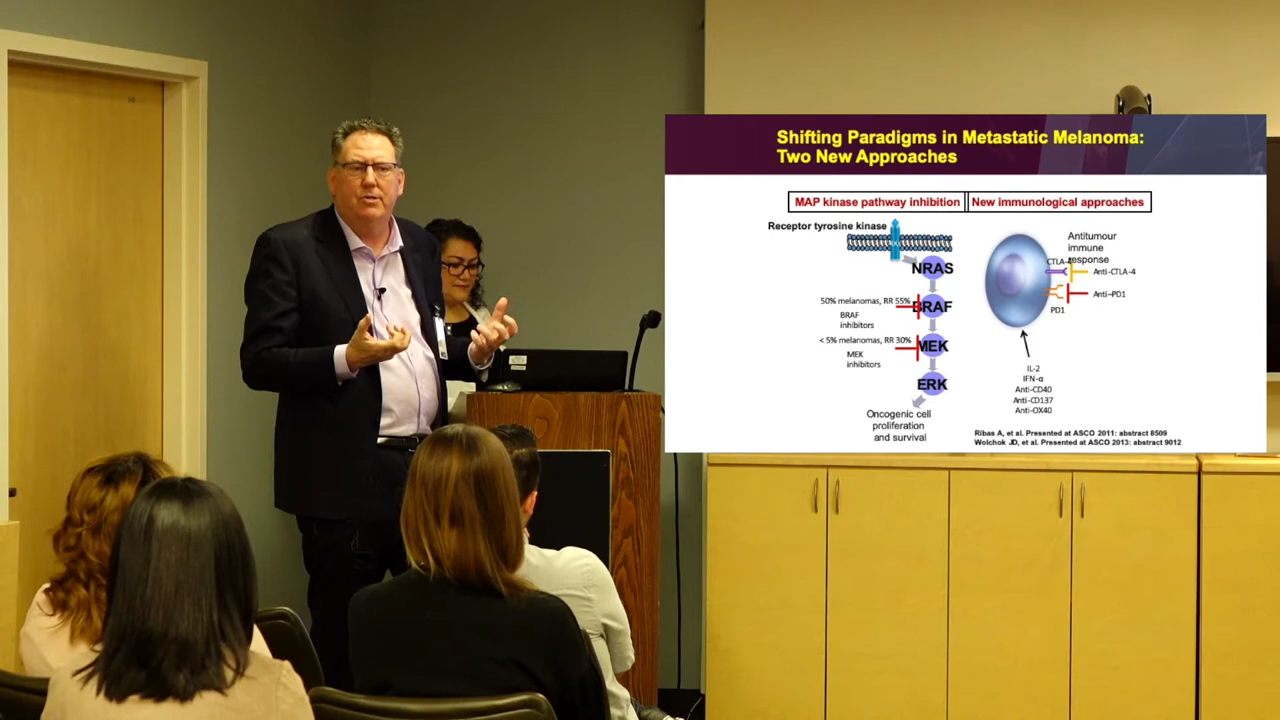 Shifting Paradigms in Metastatic Melanoma:
Two New Approaches
MAP kinase pathway inhibition
New immunological approaches
Receptor tyrosine kinase
NRAS
50% melanomas, RR 55%
BRAF
BRAF
inhibitors
< 5% melanomas, RR 30%
MEK
MEK
inhibitors
ERK
Oncogenic cell
proliferation
and survival
Antitumour
immune
response
CTLA-4
Anti-CTLA-4
Anti-PD1
PD1
IL-2
IFN-α
Anti-CD40
Anti-CD137
Anti-OX40
Ribas A, et al. Presented at ASCO 2011: abstract 8509
Wolchok JD, et al. Presented at ASCO 2013: abstract 9012